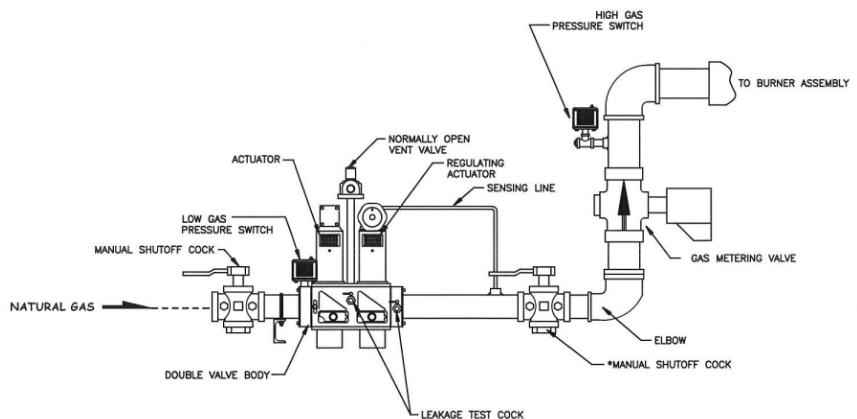 HIGH GAS
PRESSURE SWITCH
TO BURNER ASSEMBLY
NORMALLY OPEN
VENT VALVE
ACTUATOR
REGULATING
ACTUATOR
SENSING LINE
LOW GAS
PRESSURE SWITCH
MANUAL SHUTOFF COCK
GAS METERING VALVE
NATURAL GAS
ELBOW
*MANUAL SHUTOFF COCK
DOUBLE VALVE BODY
LEAKAGE TEST COCK